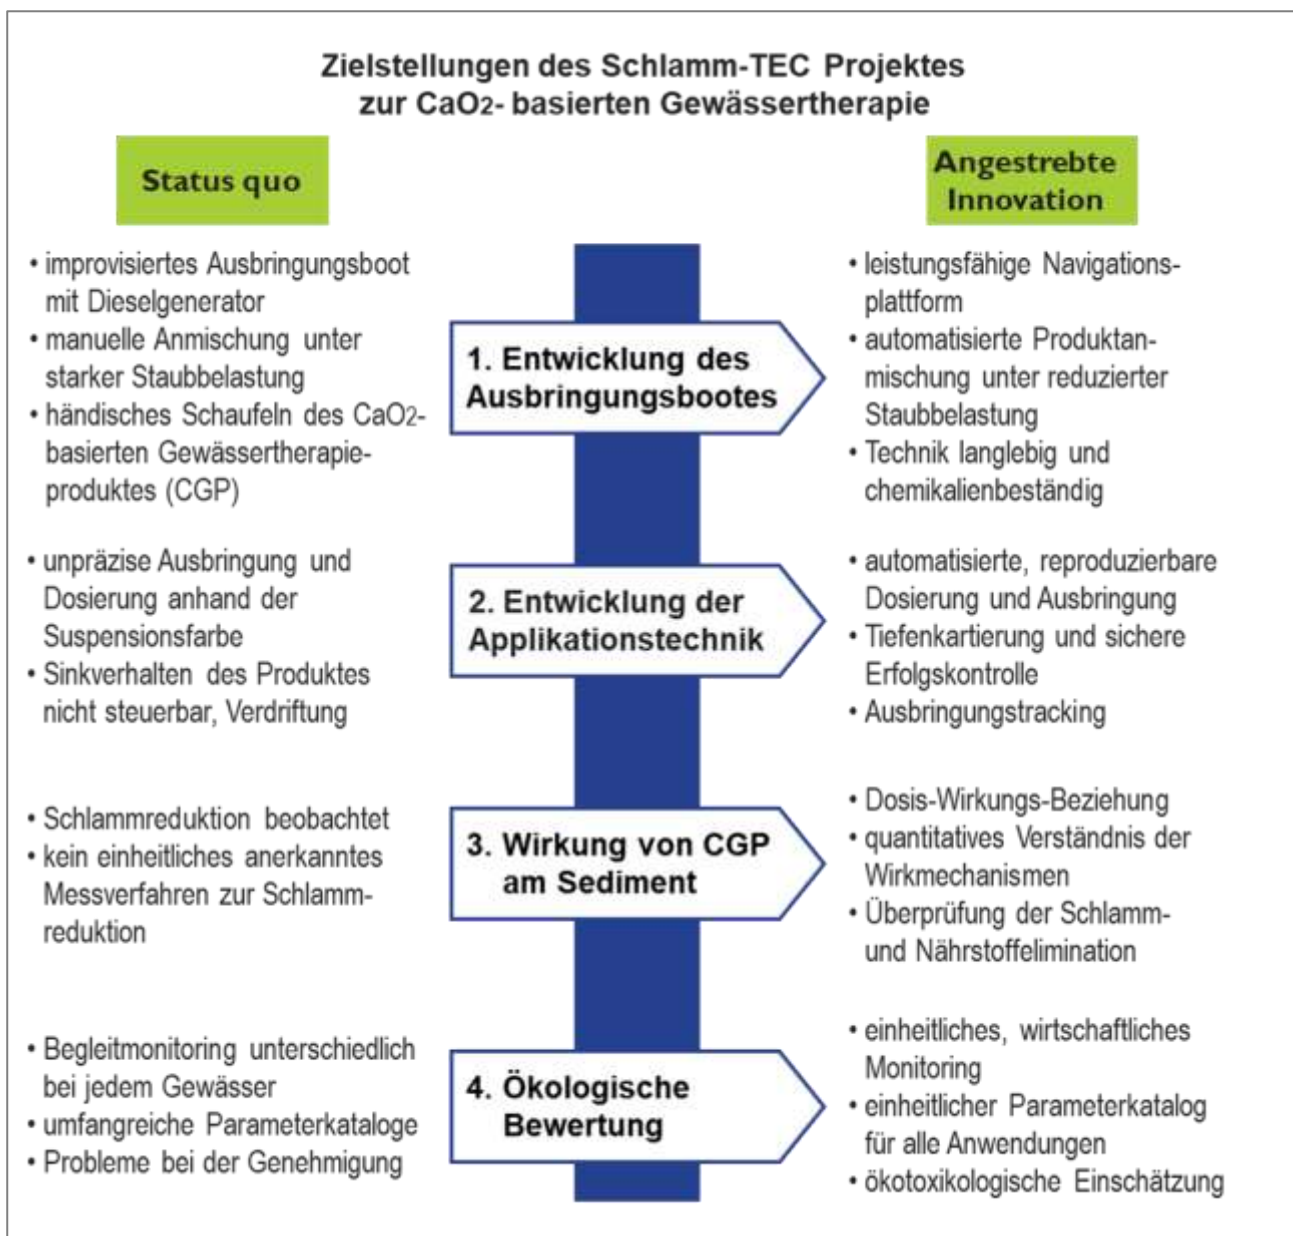 Zielstellungen des Schlamm-TEC Projektes
zur CaO2- basierten Gewässertherapie
Status quo
Angestrebte
Innovation
• improvisiertes Ausbringungsboot
mit Dieselgenerator
• manuelle Anmischung unter
starker Staubbelastung
• händisches Schaufeln des CaO2-
basierten Gewässertherapie-
produktes (CGP)
1. Entwicklung des
Ausbringungsbootes
• leistungsfähige Navigations-
plattform
• automatisierte Produktan-
mischung unter reduzierter
Staubbelastung
• Technik langlebig und
chemikalienbeständig
• unpräzise Ausbringung und
Dosierung anhand der
Suspensionsfarbe
• Sinkverhalten des Produktes
nicht steuerbar, Verdriftung
2. Entwicklung der
Applikationstechnik
• automatisierte, reproduzierbare
Dosierung und Ausbringung
• Tiefenkartierung und sichere
Erfolgskontrolle
• Ausbringungstracking
• Schlammreduktion beobachtet
• kein einheitliches anerkanntes
Messverfahren zur Schlamm-
reduktion
3. Wirkung von CGP
am Sediment
• Dosis-Wirkungs-Beziehung
• quantitatives Verständnis der
Wirkmechanismen
• Überprüfung der Schlamm-
und Nährstoffelimination
• Begleitmonitoring unterschiedlich
bei jedem Gewässer
• umfangreiche Parameterkataloge
• Probleme bei der Genehmigung
4. Ökologische
Bewertung
• einheitliches, wirtschaftliches
Monitoring
• einheitlicher Parameterkatalog
für alle Anwendungen
• ökotoxikologische Einschätzung